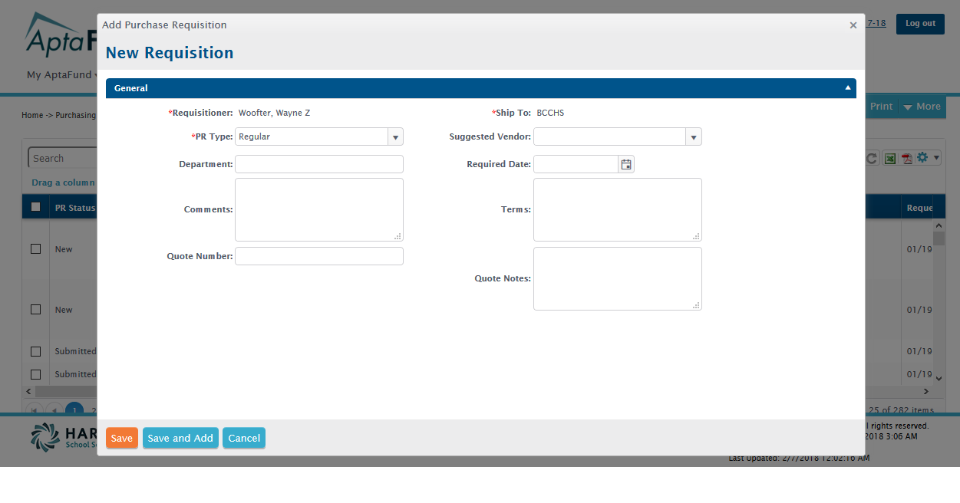 Add Purchase Requisition ×
New Requisition
General
*Requisitioner: Woofter, Wayne Z
*Ship To: BCCHS
*PR Type: Regular
Suggested Vendor:
Department:
Required Date:
Comments:
Terms:
Quote Number:
Quote Notes:
Save
Save and Add
Cancel
AptaF
My AptaFund
7-18
Log out
Home -> Purchasing
Print
More
Search
Drag a column
PR Status
Reque
New
01/19
New
01/19
Submitted
01/19
Submitted
01/19
1
2
25 of 282 items
HAR
School S
l rights reserved.
2018 3:06 AM
Last Updated: 2/7/2018 12:02:16 AM